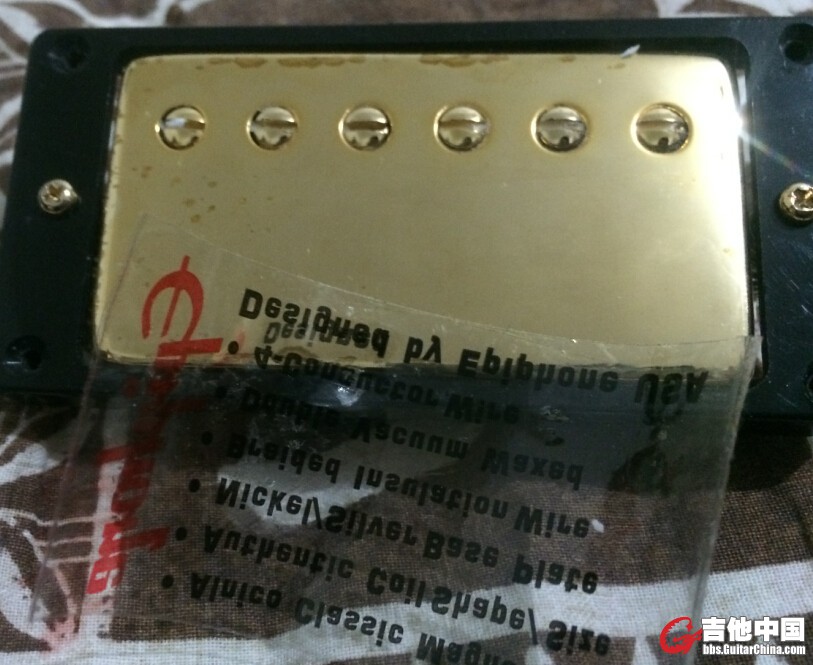 Epiphone
• Alnico Classic
• Authentic Coil Shape/ Size
• Nickel/Silver Base Plate
• Braided Insulation Wire
• Double Vacuum Waxed
• 4-Conductor Wire
Designed by Epiphone USA
吉他中国
bbs.GuitarChina.com